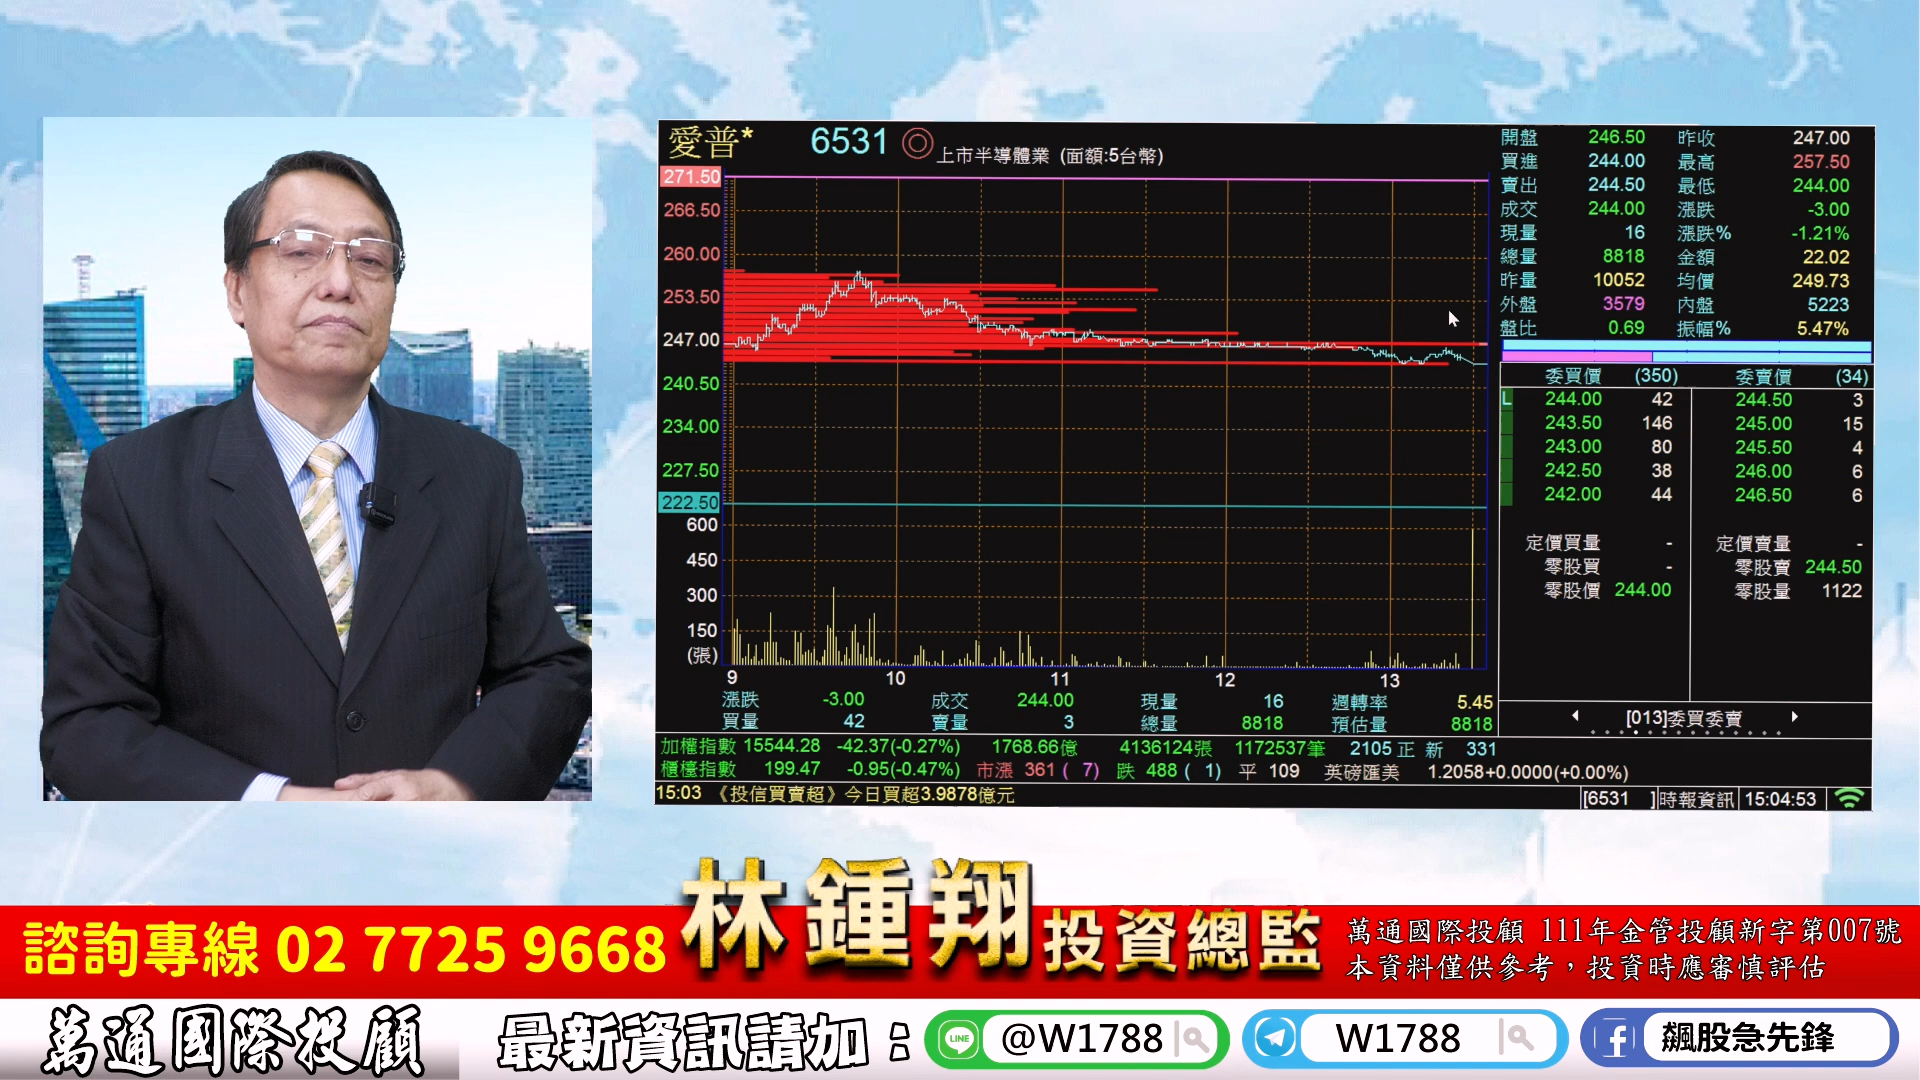 愛普* 6531 ◎ 上市半導體業 (面額:5台幣)
271.50
266.50
260.00
253.50
247.00
240.50
234.00
227.50
222.50
600
450
300
150
(張)
9 10 11 12 13
漲跌 -3.00 成交 244.00 現量 16 週轉率 5.45
買量 42 賣量 3 總量 8818 預估量 8818
開盤 246.50 昨收 247.00
買進 244.00 最高 257.50
賣出 244.50 最低 244.00
成交 244.00 漲跌 -3.00
現量 16 漲跌% -1.21%
總量 8818 金額 22.02
昨量 10052 均價 249.73
外盤 3579 內盤 5223
盤比 0.69 振幅% 5.47%
委買價 (350) 委賣價 (34)
L 244.00 42 244.50 3
243.50 146 245.00 15
243.00 80 245.50 4
242.50 38 246.00 6
242.00 44 246.50 6
定價買量 - 定價賣量 -
零股買 - 零股賣 244.50
零股價 244.00 零股量 1122
[013]委買委賣
加權指數 15544.28 -42.37(-0.27%) 1768.66億 4136124張 1172537筆 2105 正 新 331
櫃檯指數 199.47 -0.95(-0.47%) 市漲 361 ( 7) 跌 488 ( 1) 平 109 英磅匯美 1.2058+0.0000(+0.00%)
15:03 《投信買賣超》今日買超3.9878億元 [6531 ]時報資訊 15:04:53
諮詢專線 02 7725 9668
林鍾翔 投資總監
萬通國際投顧 111年金管投顧新字第007號
本資料僅供參考，投資時應審慎評估
萬通國際投顧
最新資訊請加：
LINE @W1788
W1788
f 飆股急先鋒